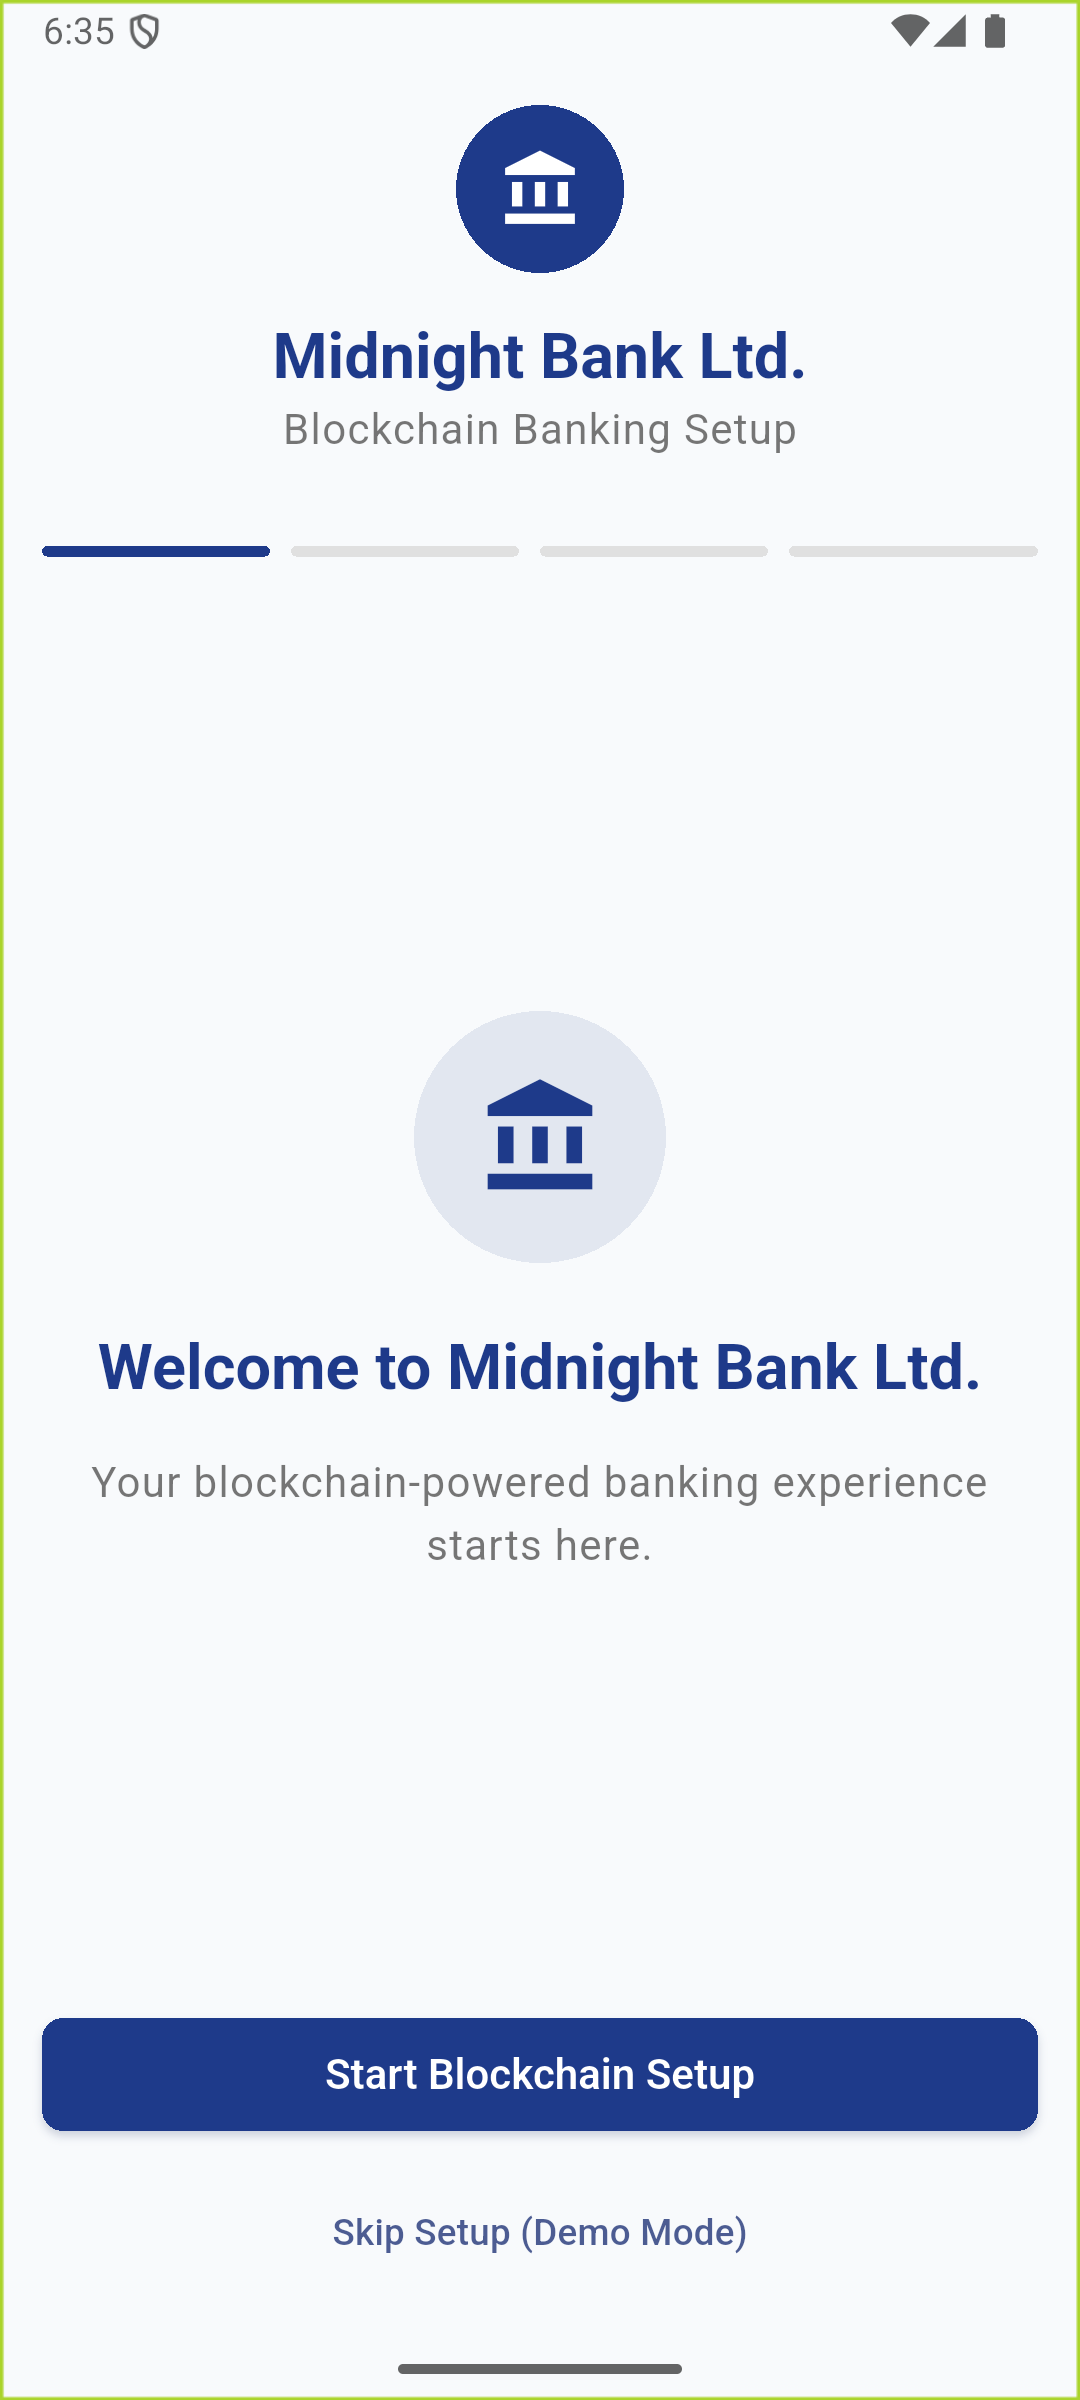 6:35
Midnight Bank Ltd.
Blockchain Banking Setup
Welcome to Midnight Bank Ltd.
Your blockchain-powered banking experience
starts here.
Start Blockchain Setup
Skip Setup (Demo Mode)